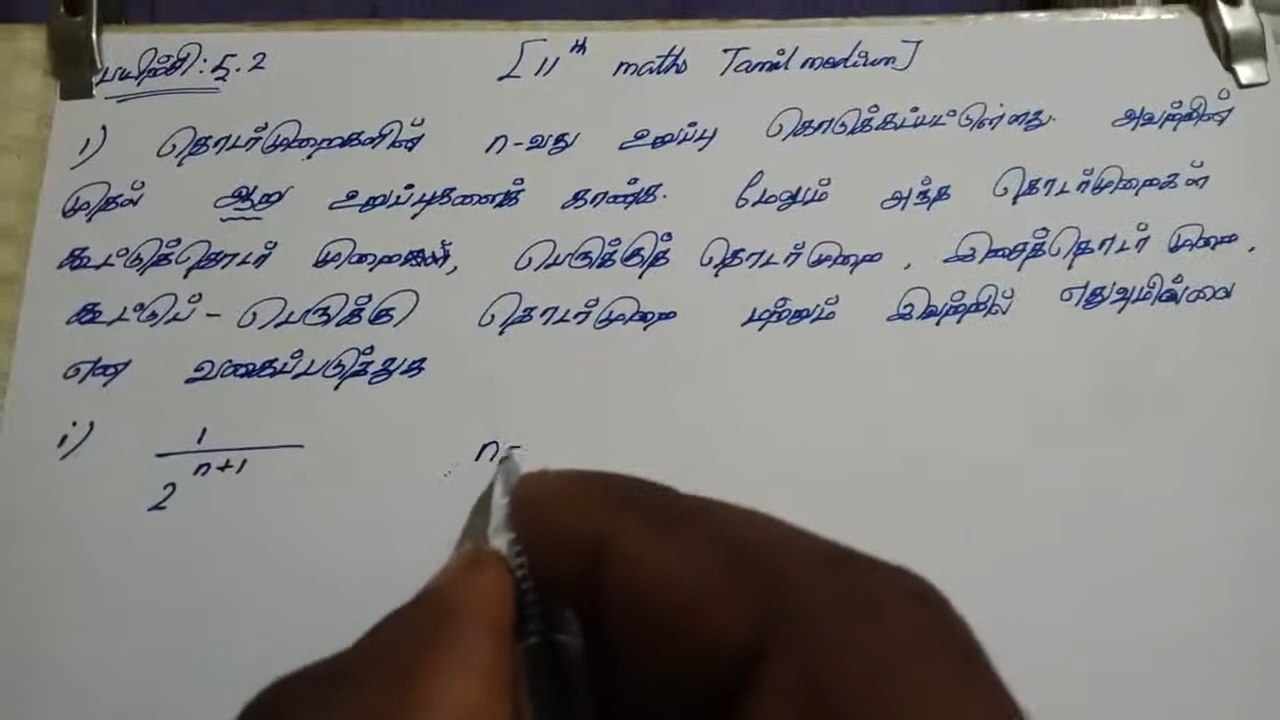 பயிற்சி : 5.2 [11th maths Tamil medium]
1) தொடர்முறைகளின் n-வது உறுப்பு கொடுக்கப்பட்டுள்ளது. அவற்றின்
முதல் ஆறு உறுப்புகளைக் காண்க. மேலும் அந்த தொடர்முறைகள்
கூட்டுத்தொடர் முறைகள், பெருக்குத் தொடர்முறை, இசைத்தொடர் முறை,
கூட்டுப் - பெருக்கு தொடர்முறை மற்றும் இவற்றில் எதுவுமில்லை
என வகைப்படுத்துக
i) 1/2^(n+1) n=